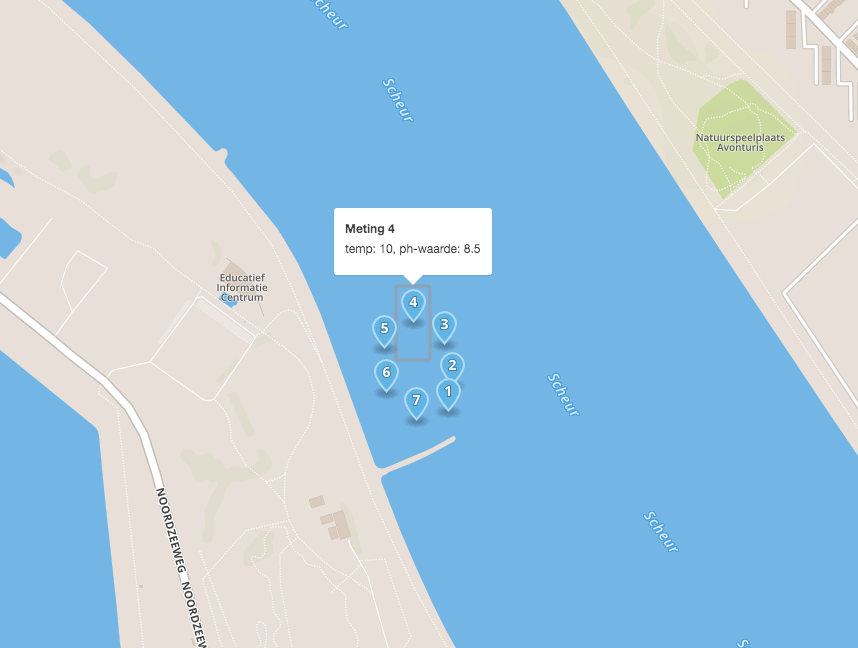 Scheur
Scheur
Natuurspeelplaats
Avonturis
Meting 4
temp: 10, ph-waarde: 8.5
Educatief
Informatie
Centrum
4
5
3
6
2
7
1
Scheur
NOORDZEEWEG
NOORDZEEWEG
Scheur